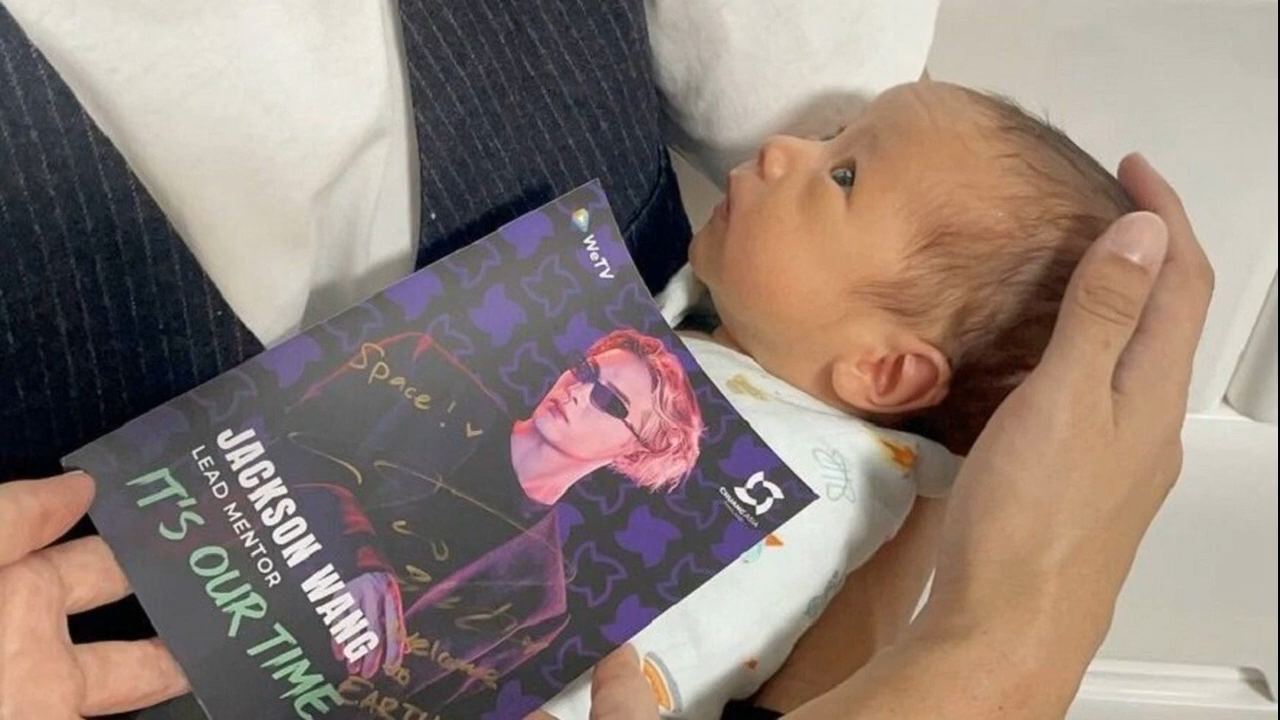 WeTV
Space!
CHUANG ASIA
JACKSON WANG
LEAD MENTOR
IT'S OUR TIME
Welcome
to
EARTH